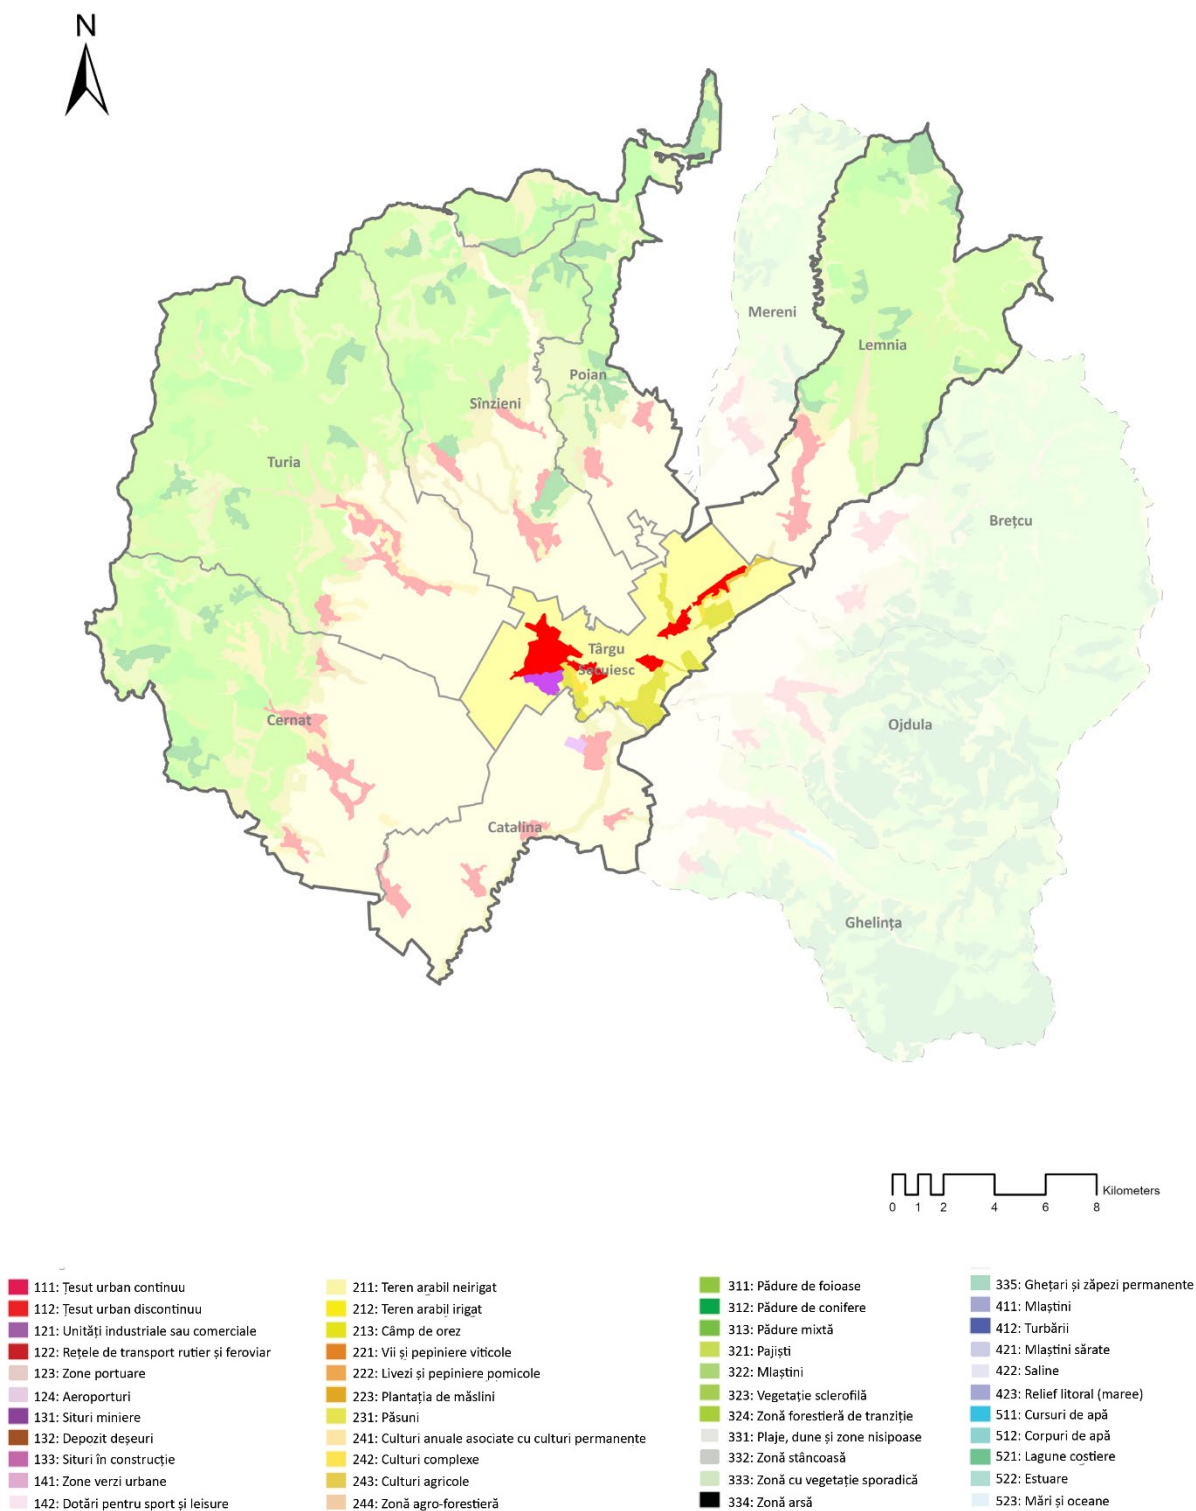 N
Mereni
Lemnia
Poian
Sînzieni
Turia
Brețcu
Târgu
Săcuiesc
Cernat
Ojdula
Catalina
Ghelința
Kilometers
0 1 2 4 6 8
111: Țesut urban continuu
112: Țesut urban discontinuu
121: Unități industriale sau comerciale
122: Rețele de transport rutier și feroviar
123: Zone portuare
124: Aeroporturi
131: Situri miniere
132: Depozit deșeuri
133: Situri în construcție
141: Zone verzi urbane
142: Dotări pentru sport și leisure
211: Teren arabil neirigat
212: Teren arabil irigat
213: Câmp de orez
221: Vii și pepiniere viticole
222: Livezi și pepiniere pomicole
223: Plantația de măslini
231: Păsuni
241: Culturi anuale asociate cu culturi permanente
242: Culturi complexe
243: Culturi agricole
244: Zonă agro-forestieră
311: Pădure de foioase
312: Pădure de conifere
313: Pădure mixtă
321: Pajiști
322: Mlaștini
323: Vegetație sclerofilă
324: Zonă forestieră de tranziție
331: Plaje, dune și zone nisipoase
332: Zonă stâncoasă
333: Zonă cu vegetație sporadică
334: Zonă arsă
335: Ghețari și zăpezi permanente
411: Mlaștini
412: Turbării
421: Mlaștini sărate
422: Saline
423: Relief litoral (maree)
511: Cursuri de apă
512: Corpuri de apă
521: Lagune costiere
522: Estuare
523: Mări și oceane